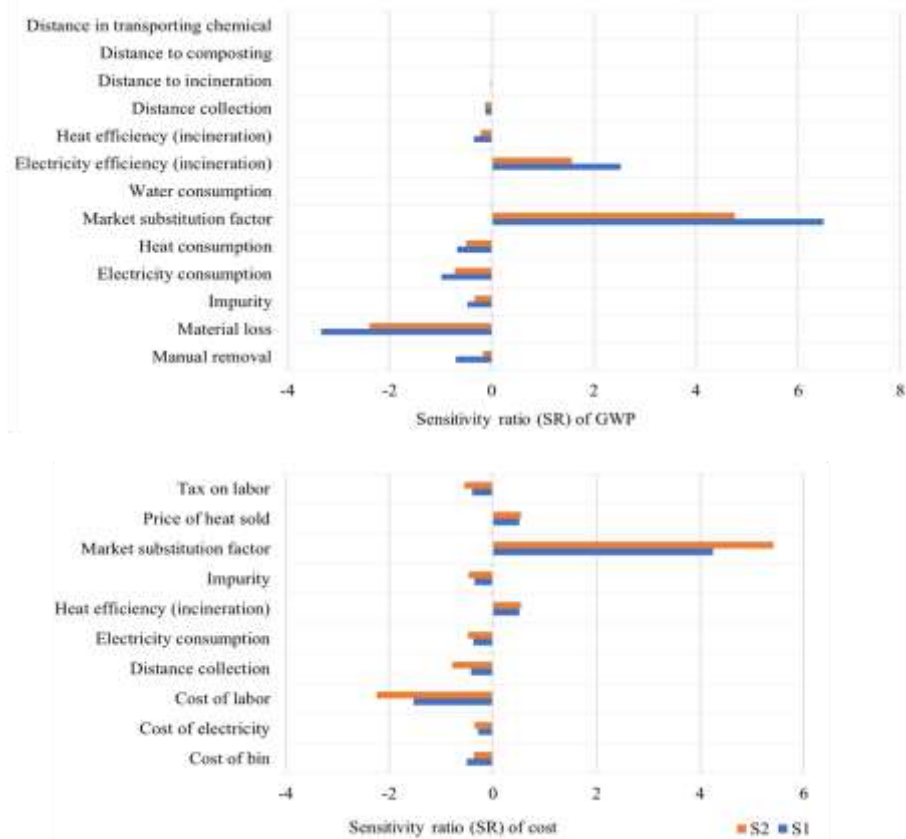 Distance in transporting chemical
Distance to composting
Distance to incineration
Distance collection
Heat efficiency (incineration)
Electricity efficiency (incineration)
Water consumption
Market substitution factor
Heat consumption
Electricity consumption
Impurity
Material loss
Manual removal
-4 -2 0 2 4 6 8
Sensitivity ratio (SR) of GWP
Tax on labor
Price of heat sold
Market substitution factor
Impurity
Heat efficiency (incineration)
Electricity consumption
Distance collection
Cost of labor
Cost of electricity
Cost of bin
-4 -2 0 2 4 6
Sensitivity ratio (SR) of cost
S2 S1